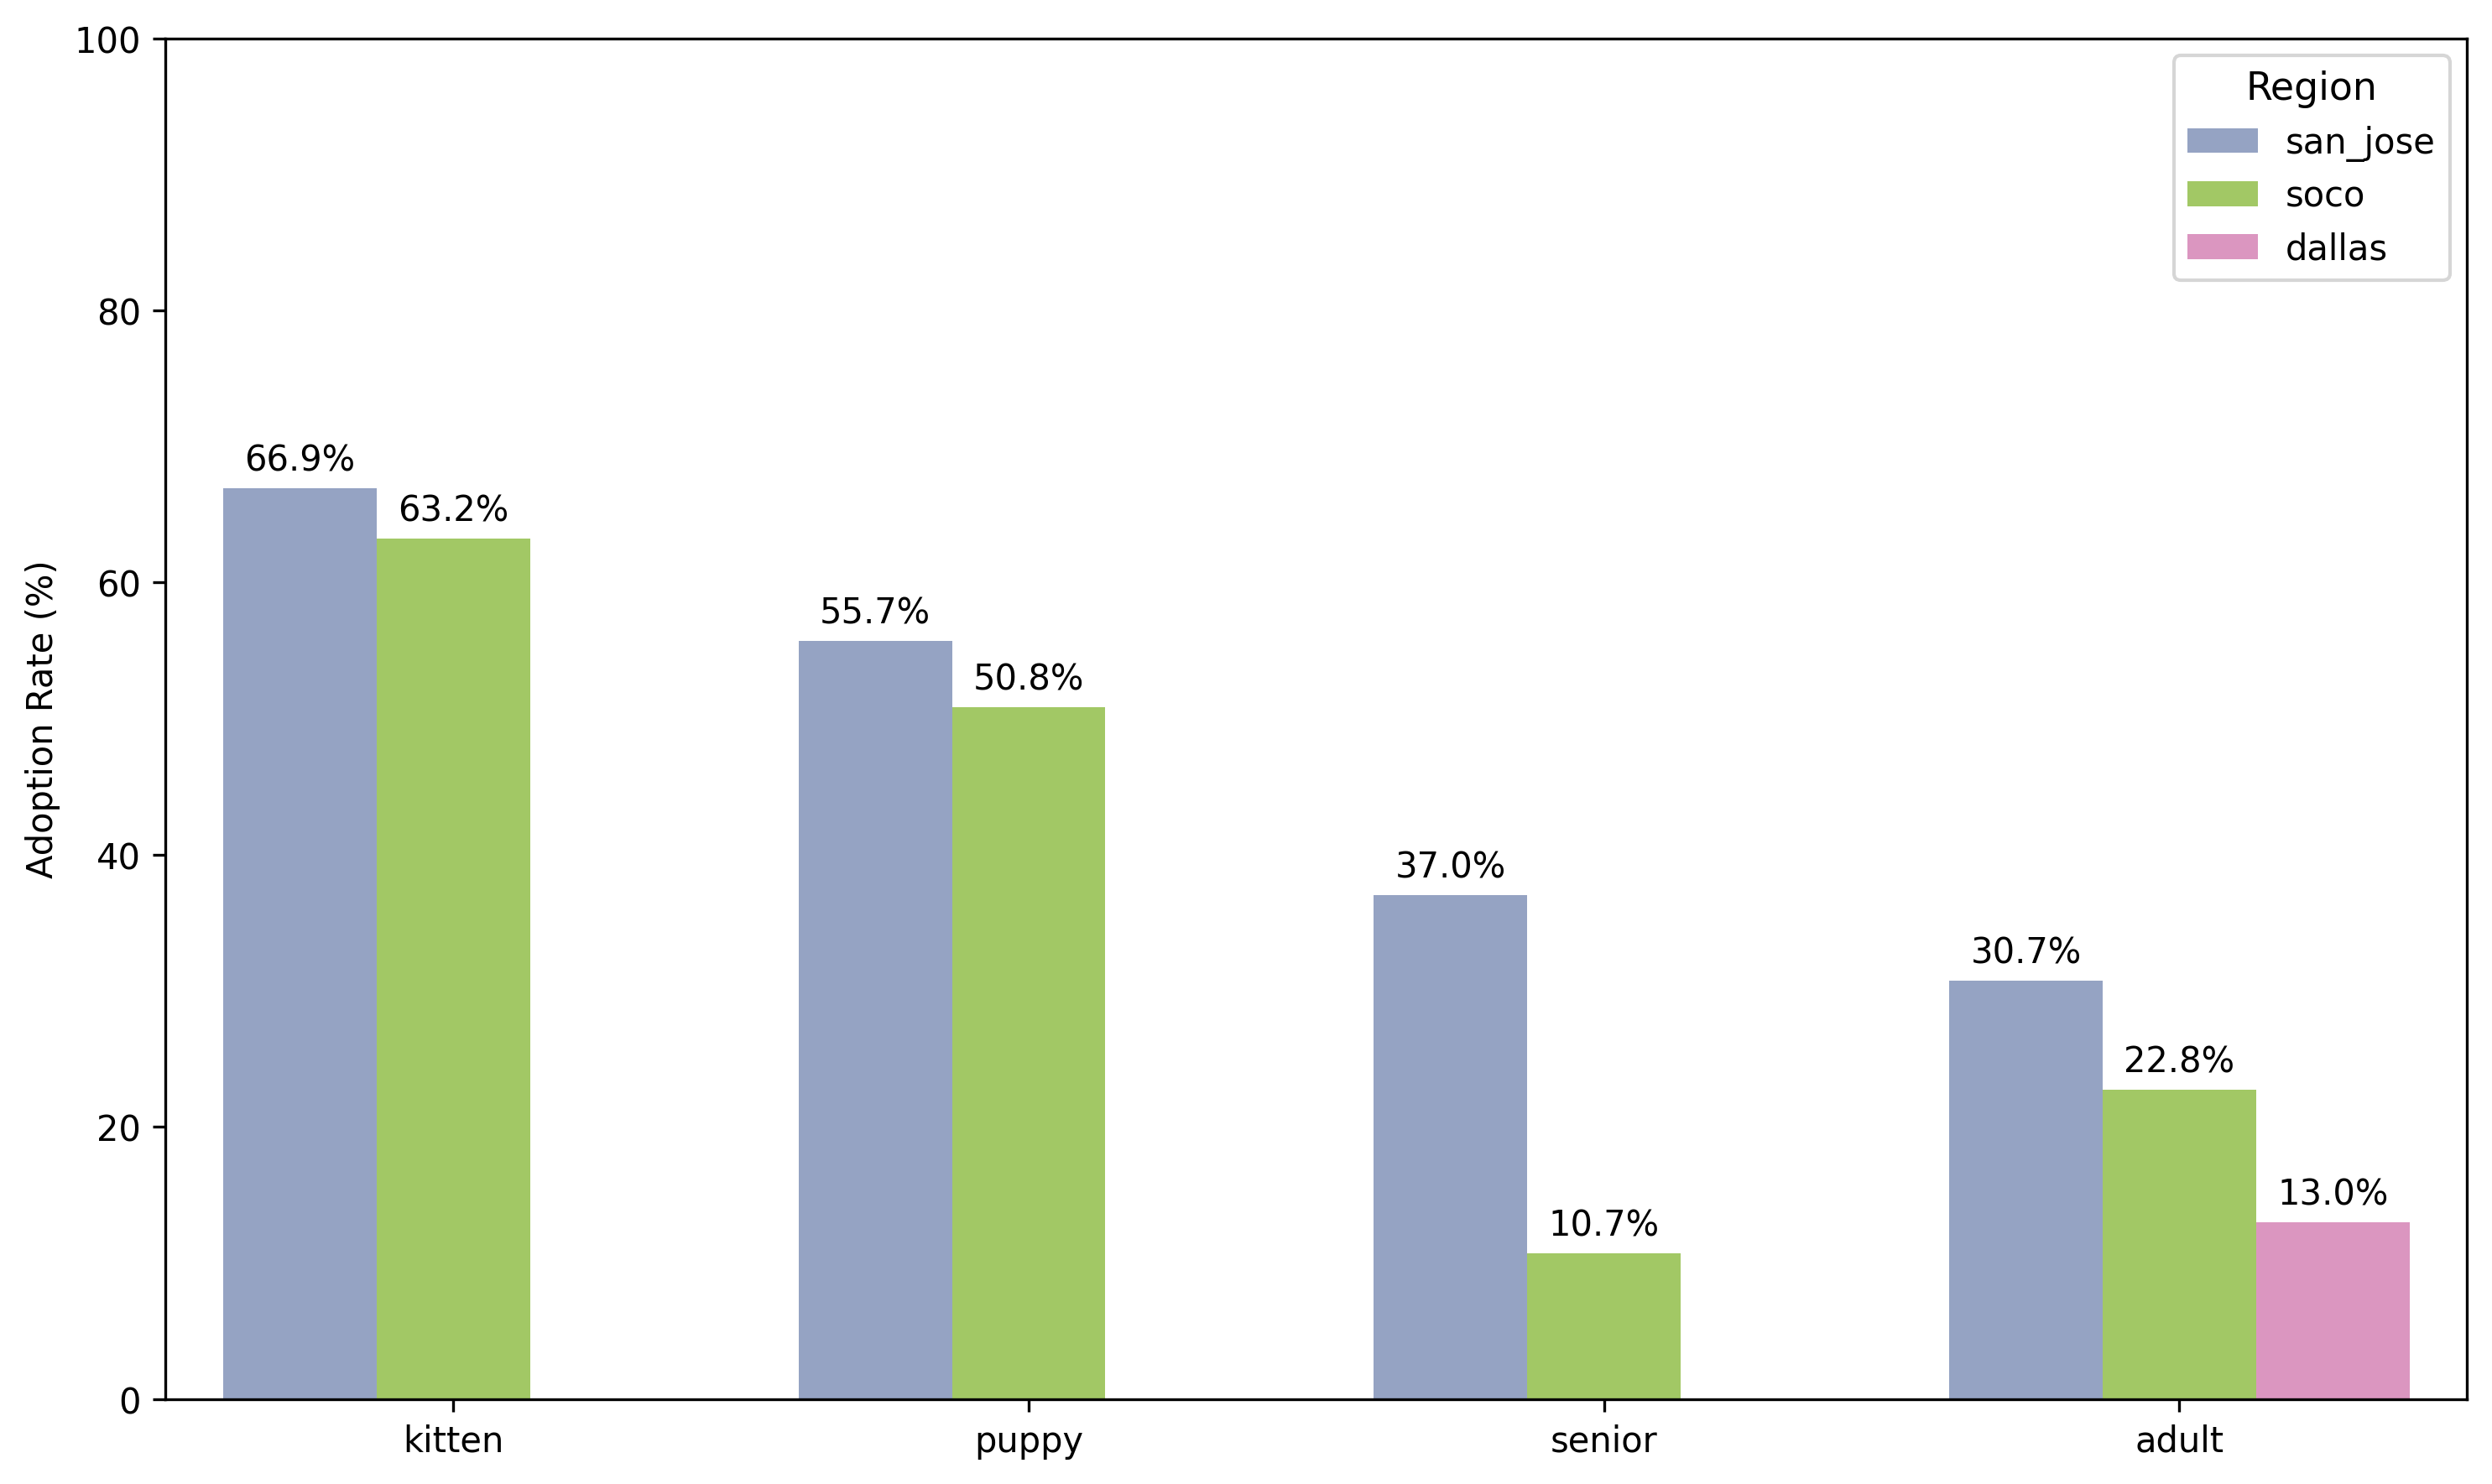 100
80
60
40
20
0
Adoption Rate (%)
Region
san_jose
soco
dallas
66.9%
63.2%
55.7%
50.8%
37.0%
10.7%
30.7%
22.8%
13.0%
kitten
puppy
senior
adult